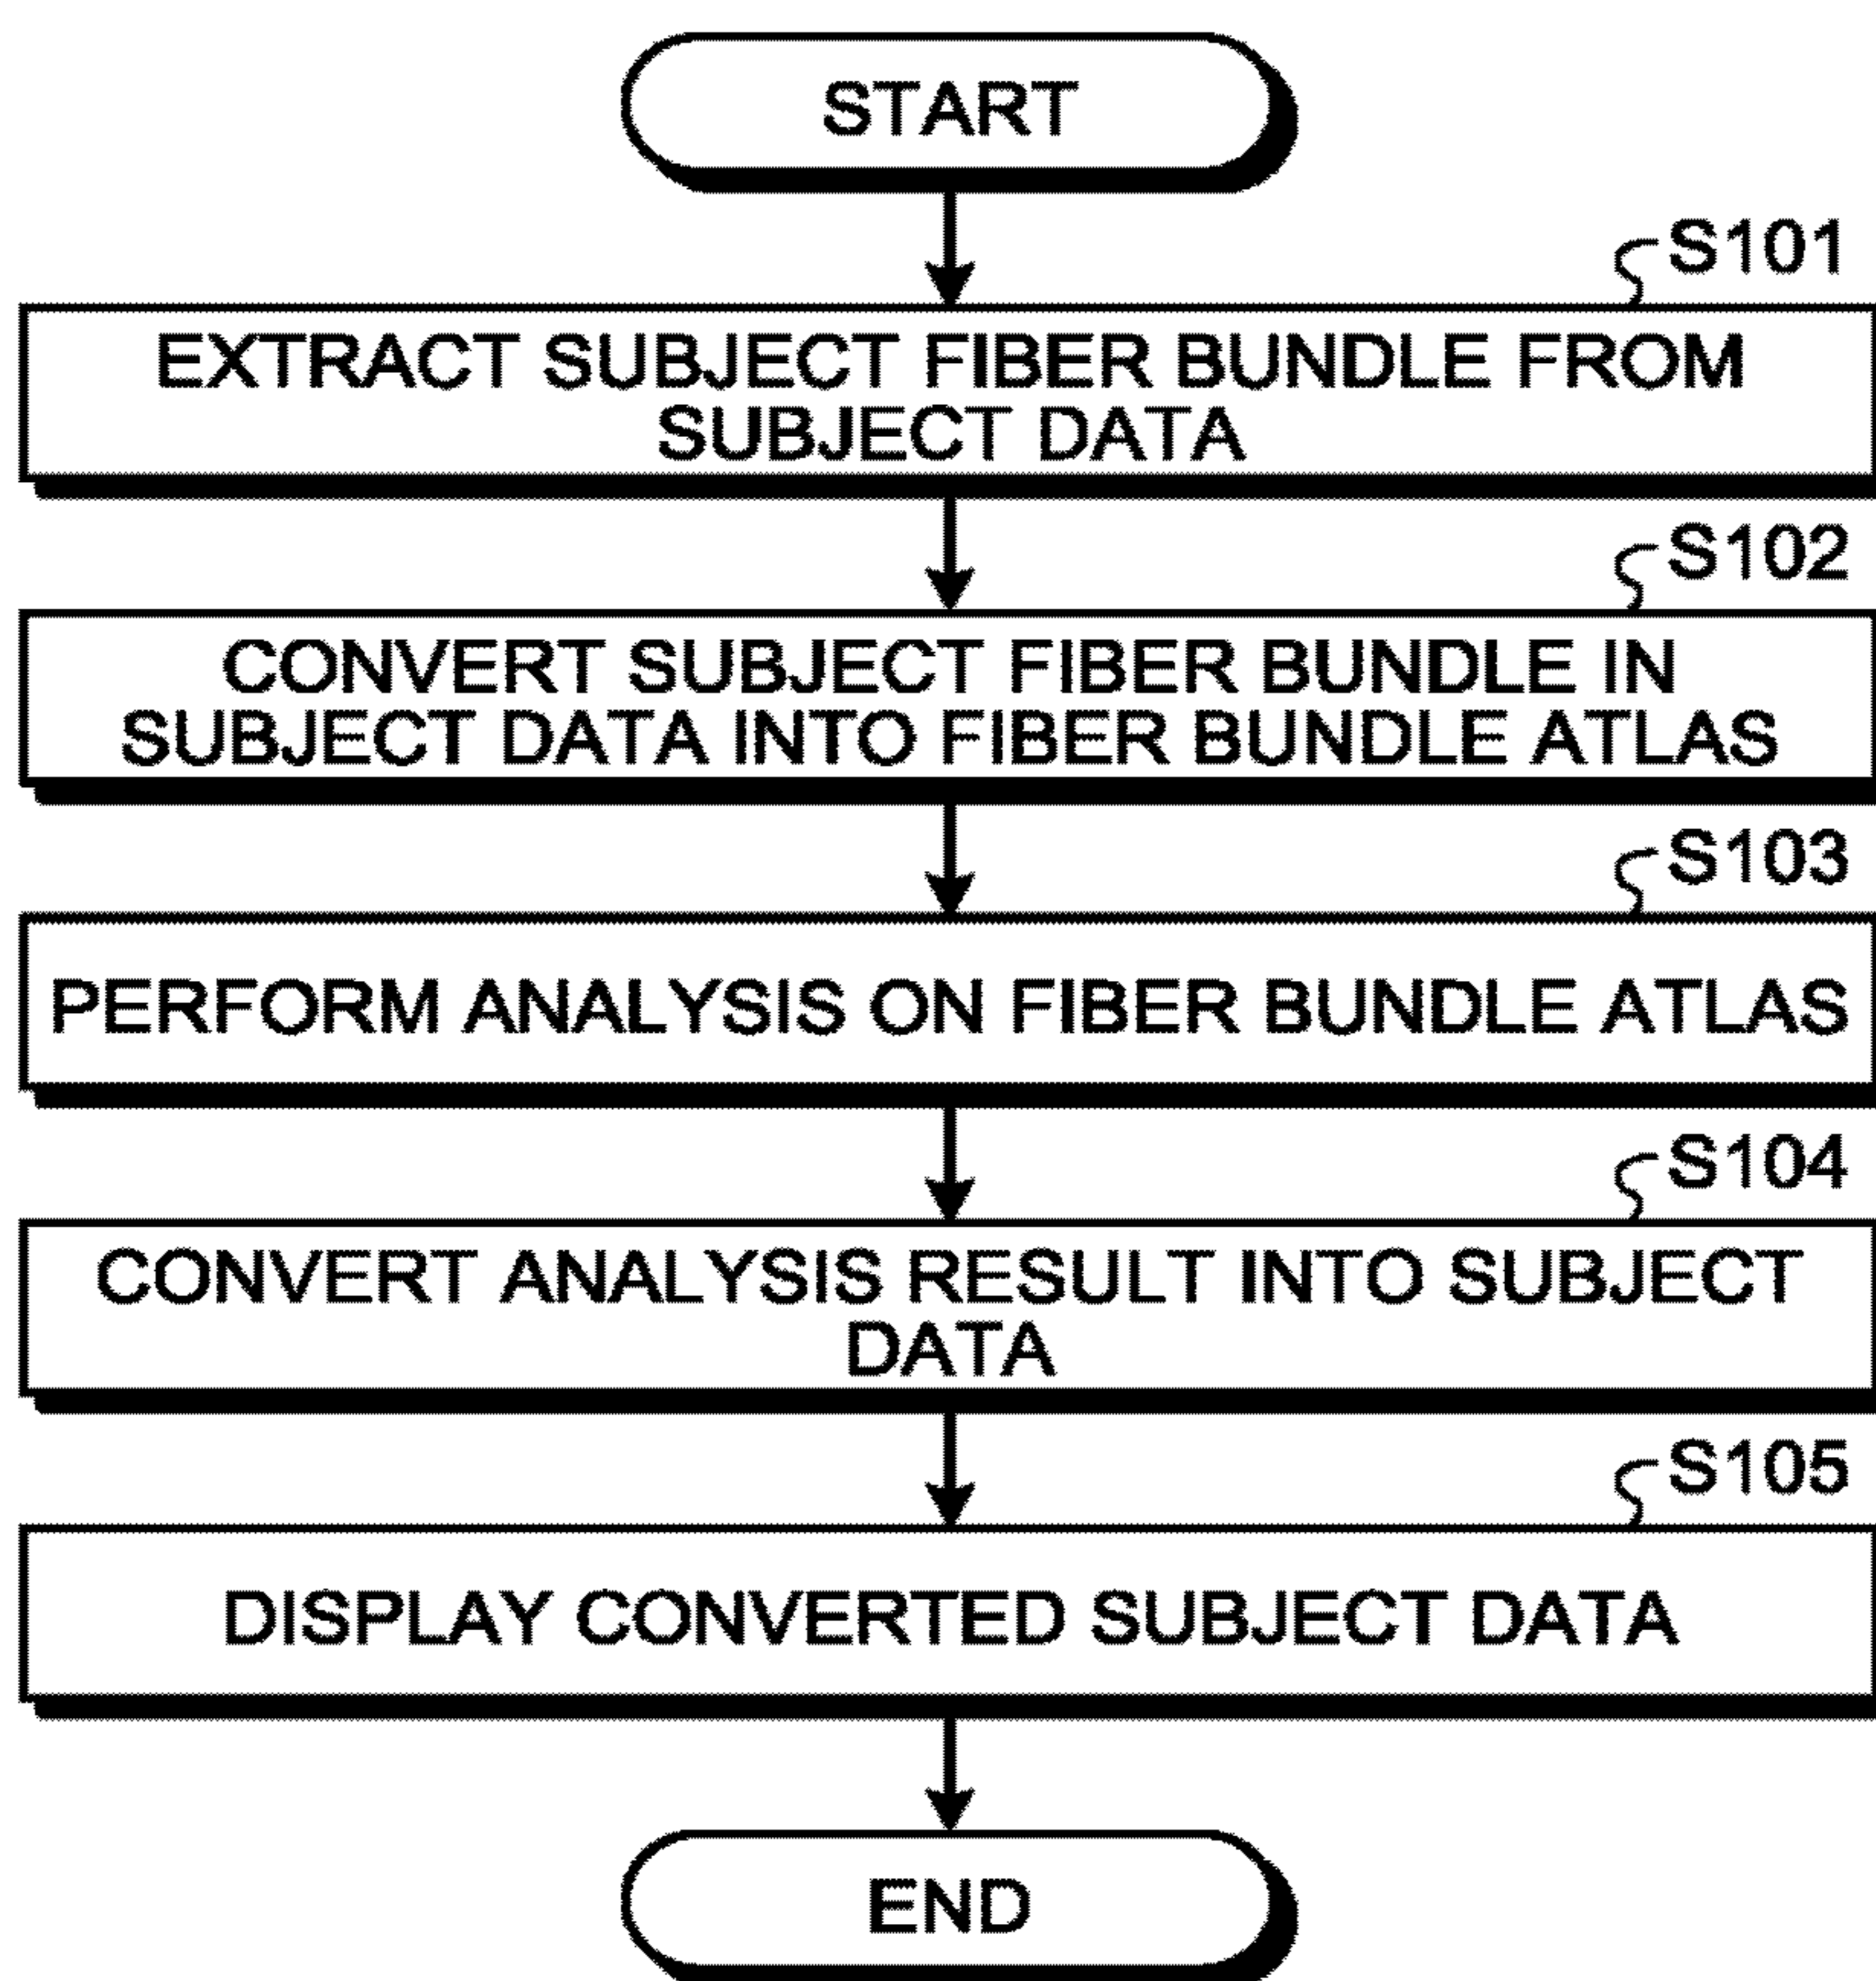 START
S101
EXTRACT SUBJECT FIBER BUNDLE FROM
SUBJECT DATA
S102
CONVERT SUBJECT FIBER BUNDLE IN
SUBJECT DATA INTO FIBER BUNDLE ATLAS
S103
PERFORM ANALYSIS ON FIBER BUNDLE ATLAS
S104
CONVERT ANALYSIS RESULT INTO SUBJECT
DATA
S105
DISPLAY CONVERTED SUBJECT DATA
END